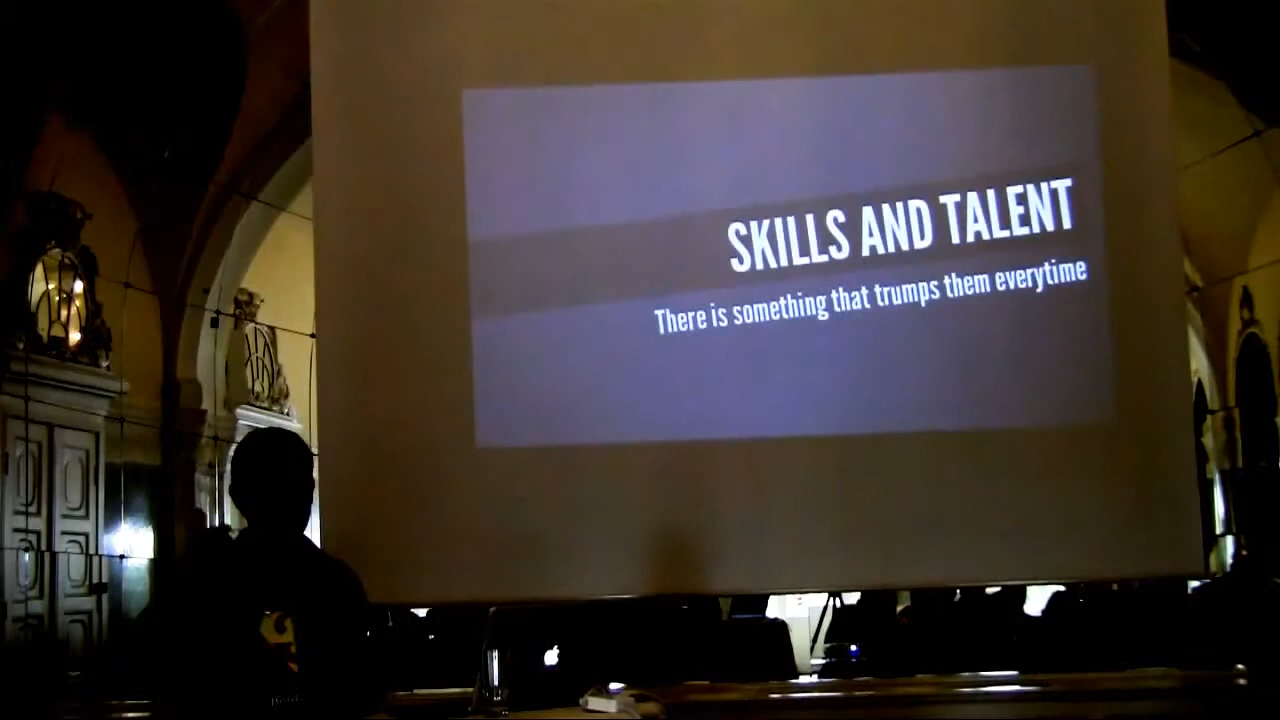 SKILLS AND TALENT
There is something that trumps them everytime